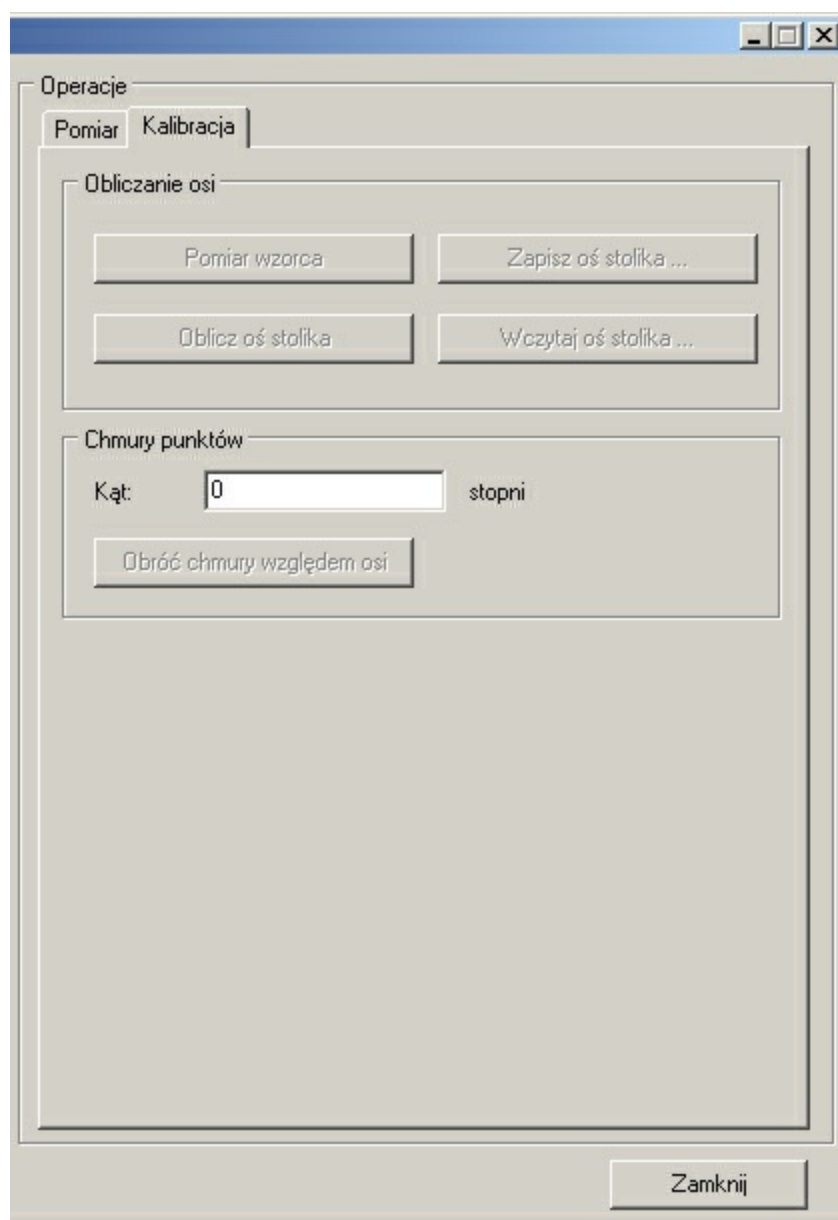 Operacje
Pomiar Kalibracja
Obliczanie osi
Pomiar wzorca Zapisz oś stolika ...
Oblicz oś stolika Wczytaj oś stolika ...
Chmury punktów
Kąt: 0 stopni
Obróć chmury względem osi
Zamknij